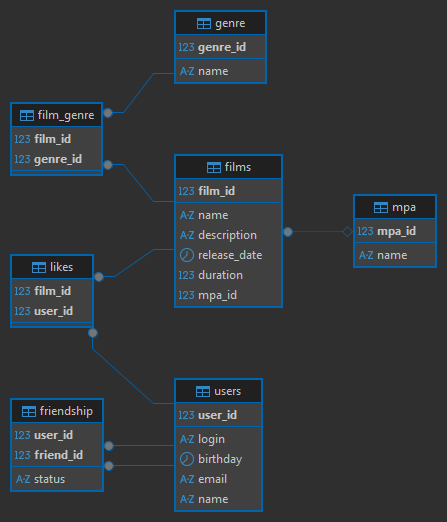 genre
123 genre_id
A-Z name
film_genre
123 film_id
123 genre_id
films
123 film_id
A-Z name
A-Z description
release_date
123 duration
123 mpa_id
mpa
123 mpa_id
A-Z name
likes
123 film_id
123 user_id
friendship
123 user_id
123 friend_id
A-Z status
users
123 user_id
A-Z login
birthday
A-Z email
A-Z name